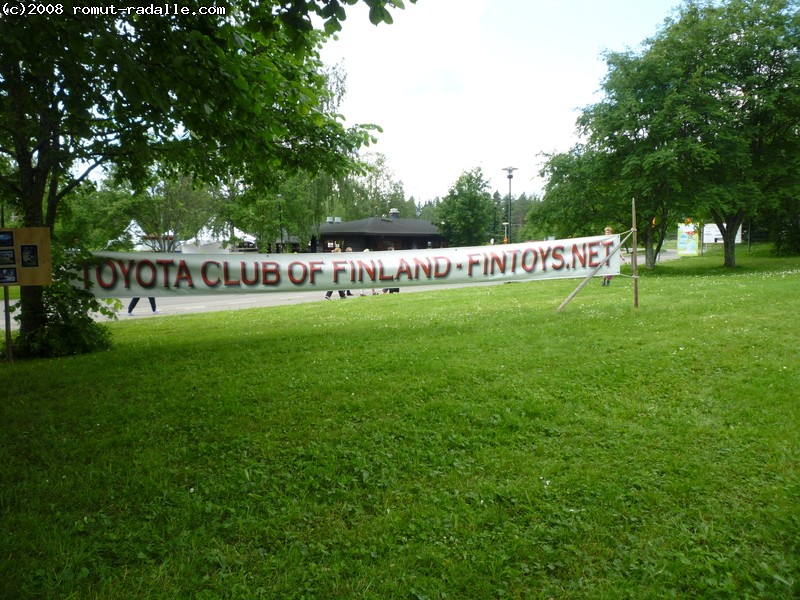 (c)2008 romut-radalle.com
TOYOTA CLUB OF FINLAND - FINTOYS.NET